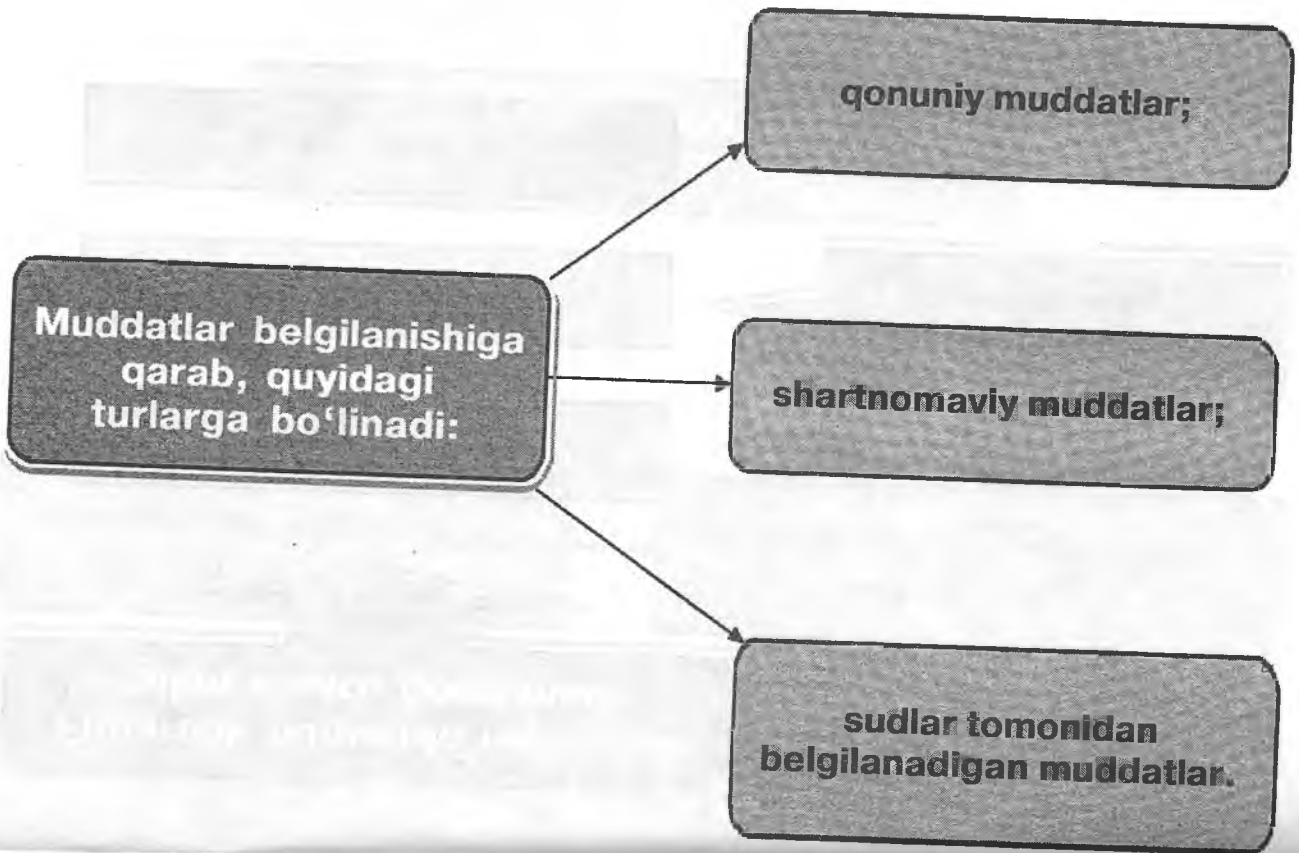 qonuniy muddatlar;
Muddatlar belgilanishiga
qarab, quyidagi
turlarga bo‘linadi:
shartnomaviy muddatlar;
sudlar tomonidan
belgilanadigan muddatlar.